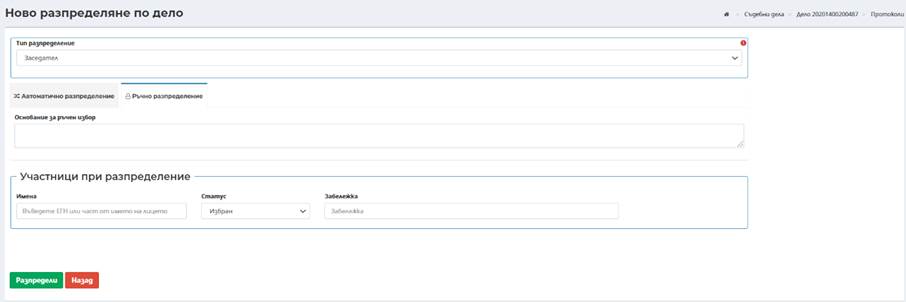 Ново разпределяне по дело
Съдебни дела » Дело 20201400200487 » Протоколи
Тип разпределение
Заседател
Автоматично разпределение Ръчно разпределение
Основание за ръчен избор
Участници при разпределение
Имена Статус Забележка
Въведете ЕГН или част от името на лицето Избран Забележка
Разпредели Назад